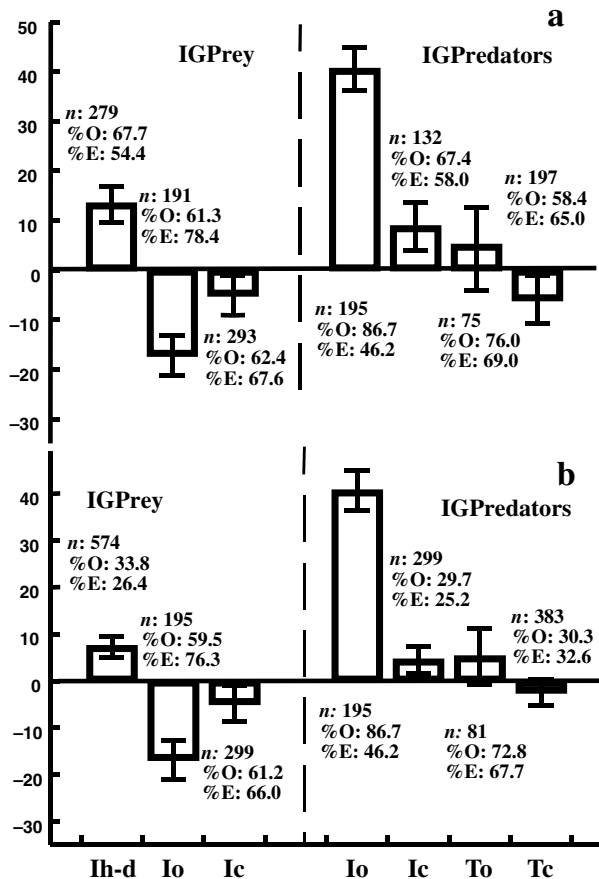 a
50
IGPrey
IGPredators
40
30
n: 279
%O: 67.7
%E: 54.4
n: 132
%O: 67.4
%E: 58.0
20
n: 191
%O: 61.3
%E: 78.4
n: 197
%O: 58.4
%E: 65.0
10
0
n: 293
%O: 62.4
%E: 67.6
n: 195
%O: 86.7
%E: 46.2
n: 75
%O: 76.0
%E: 69.0
−10
−20
−30
b
IGPrey
IGPredators
40
30
n: 574
%O: 33.8
%E: 26.4
n: 299
%O: 29.7
%E: 25.2
20
n: 195
%O: 59.5
%E: 76.3
n: 383
%O: 30.3
%E: 32.6
10
0
n: 299
%O: 61.2
%E: 66.0
n: 195
%O: 86.7
%E: 46.2
n: 81
%O: 72.8
%E: 67.7
−10
−20
−30
Ih-d Io Ic Io Ic To Tc